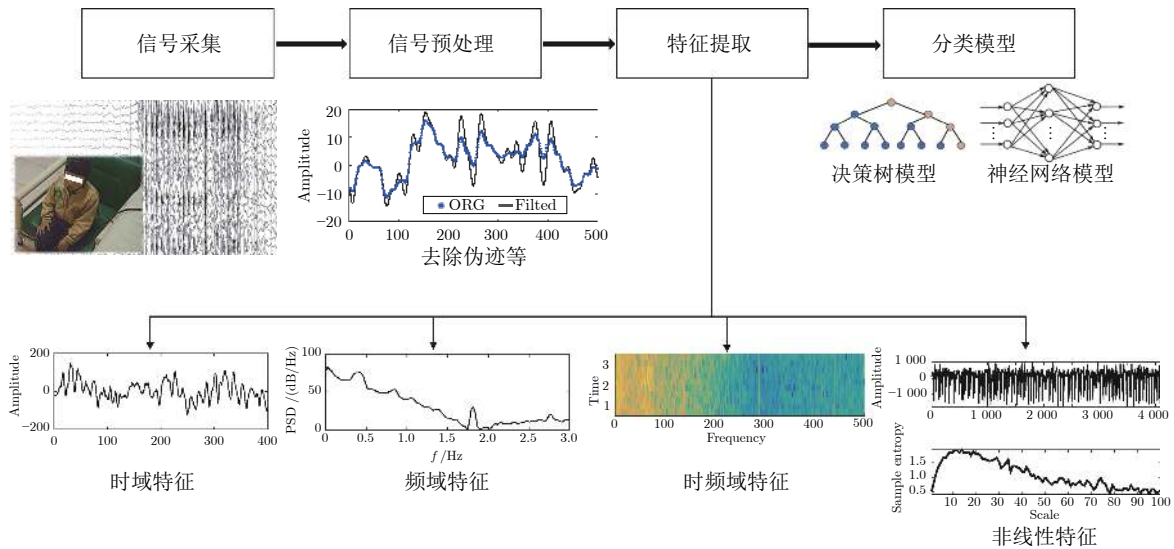 信号采集
信号预处理
特征提取
分类模型
20
10
0
−10
−20
Amplitude
ORG Filted
0 100 200 300 400 500
去除伪迹等
决策树模型
神经网络模型
200
0
−200
Amplitude
0 100 200 300 400
时域特征
100
50
0
PSD /(dB/Hz)
0 0.5 1.0 1.5 2.0 2.5 3.0
f /Hz
频域特征
3
2
1
Time
0 100 200 300 400 500
Frequency
时频域特征
1 000
0
−1 000
Amplitude
0 1 000 2 000 3 000 4 000
1.5
1.0
0.5
Sample entropy
10 20 30 40 50 60 70 80 90 100
Scale
非线性特征